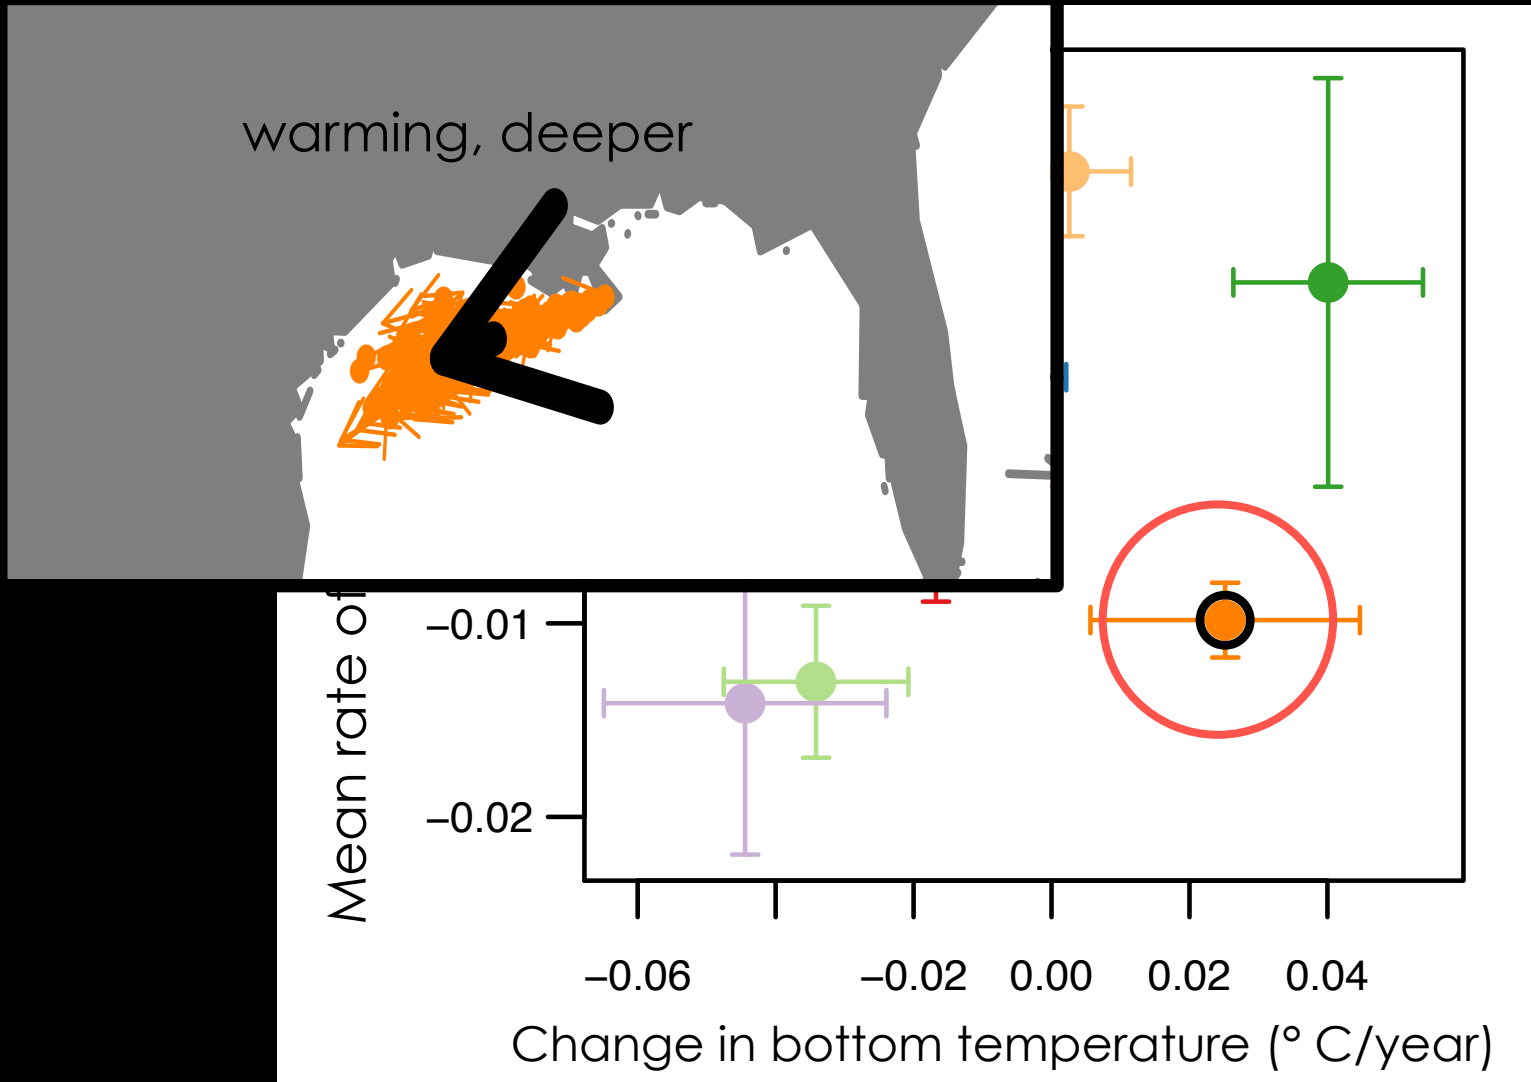 warming, deeper
Mean rate of
−0.01
−0.02
−0.06 −0.02 0.00 0.02 0.04
Change in bottom temperature (° C/year)